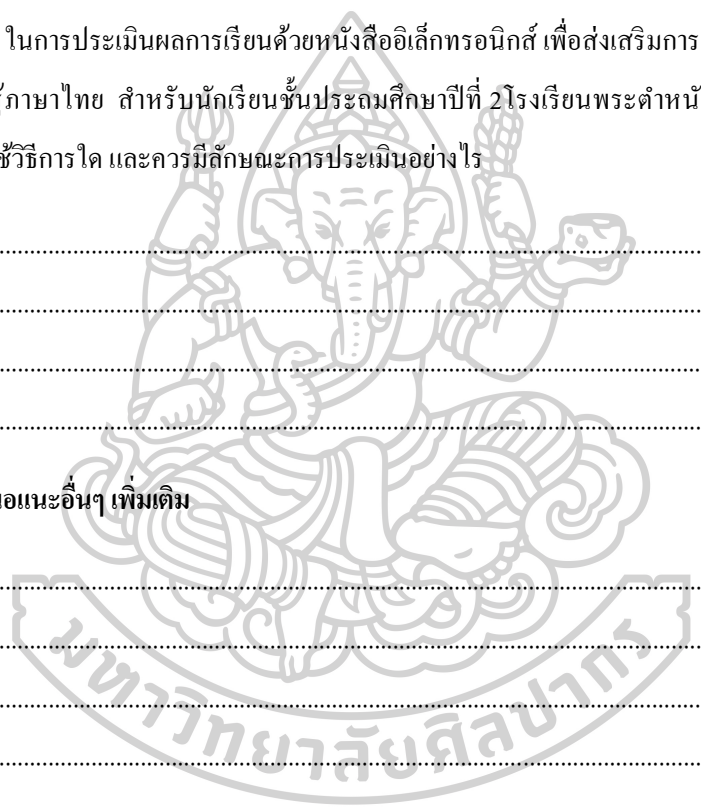 ในการประเมินผลการเรียนด้วยหนังสืออิเล็กทรอนิกส์ เพื่อส่งเสริมการ
ภาษาไทย สำหรับนักเรียนชั้นประถมศึกษาปีที่ 2โรงเรียนพระตำหนั
วิธีการใด และควรมีลักษณะการประเมินอย่างไร
................................................................................
................................................................................
................................................................................
................................................................................
อแนะอื่นๆ เพิ่มเติม
................................................................................
................................................................................
................................................................................
................................................................................
มหาวิทยาลัยศิลปากร